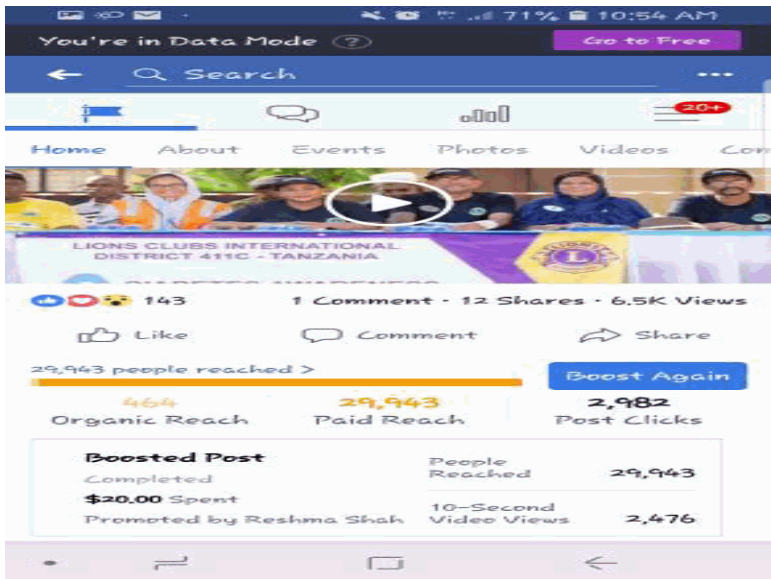 71% 10:54 AM
You're in Data Mode ? Go to Free
Search
20+
Home About Events Photos Videos Com
LIONS CLUBS INTERNATIONAL
DISTRICT 411C - TANZANIA
DIABETES AWARENESS
143 1 Comment · 12 Shares · 6.5K Views
Like Comment Share
29,943 people reached >
Boost Again
464 29,943 2,982
Organic Reach Paid Reach Post Clicks
Boosted Post
Completed
$20.00 Spent
Promoted by Reshma Shah
People
Reached 29,943
10-Second
Video Views 2,476